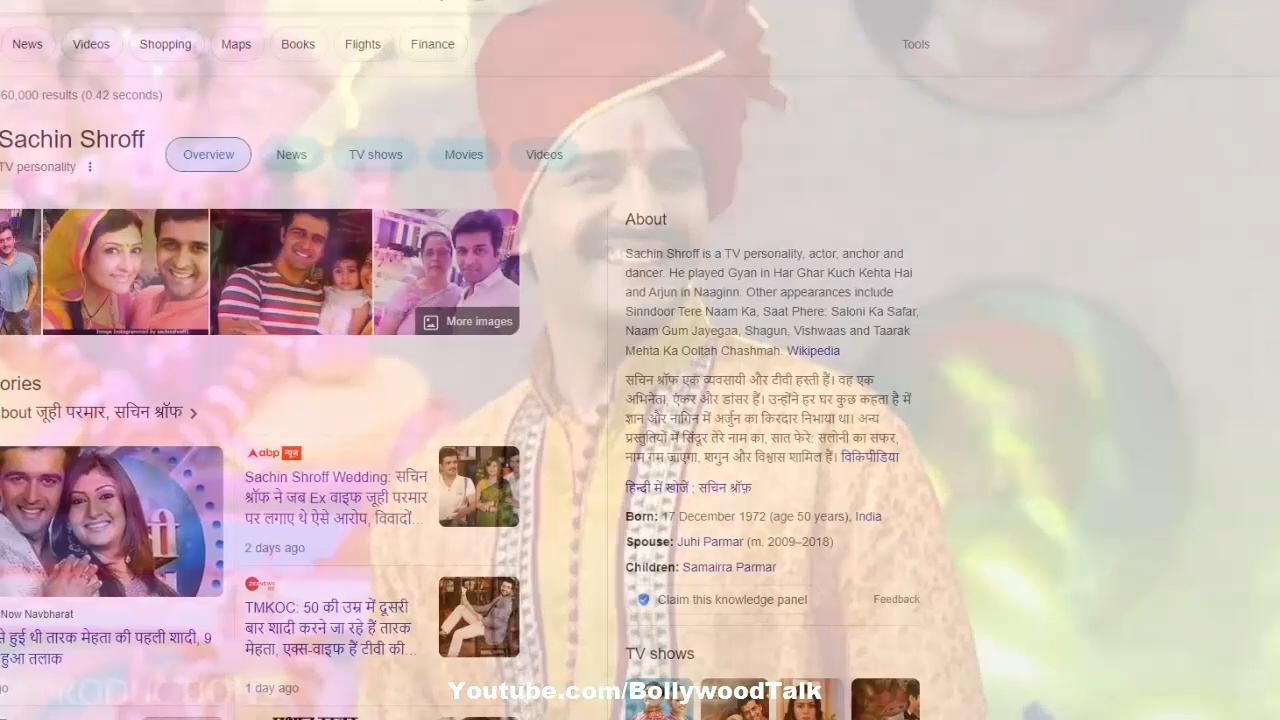 News
Videos
Shopping
Maps
Books
Flights
Finance
Tools
60,000 results (0.42 seconds)
Sachin Shroff
TV personality
Overview
News
TV shows
Movies
Videos
More images
About
Sachin Shroff is a TV personality, actor, anchor and
dancer. He played Gyan in Har Ghar Kuch Kehta Hai
and Arjun in Naaginn. Other appearances include
Sinndoor Tere Naam Ka, Saat Phere: Saloni Ka Safar,
Naam Gum Jayegaa, Shagun, Vishwaas and Taarak
Mehta Ka Ooltah Chashmah. Wikipedia
सचिन श्रॉफ एक व्यवसायी और टीवी हस्ती हैं। वह एक
अभिनेता, एंकर और डांसर हैं। उन्होंने हर घर कुछ कहता है में
ज्ञान और नागिन में अर्जुन का किरदार निभाया था। अन्य
प्रस्तुतियों में सिंदूर तेरे नाम का, सात फेरे: सलोनी का सफर,
नाम गम जाएगा, शगुन और विश्वास शामिल हैं। विकिपीडिया
हिन्दी में खोजें : सचिन श्रॉफ़
Born: 17 December 1972 (age 50 years), India
Spouse: Juhi Parmar (m. 2009–2018)
Children: Samairra Parmar
Claim this knowledge panel
Feedback
TV shows
ories
bout जूही परमार, सचिन श्रॉफ
abp न्यूज़
Sachin Shroff Wedding: सचिन
श्रॉफ ने जब Ex वाइफ जूही परमार
पर लगाए थे ऐसे आरोप, विवादों...
2 days ago
TMKOC: 50 की उम्र में दूसरी
बार शादी करने जा रहे हैं तारक
मेहता, एक्स-वाइफ हैं टीवी की...
1 day ago
Now Navbharat
से हुई थी तारक मेहता की पहली शादी, 9
हुआ तलाक
go
Youtube.com/BollywoodTalk